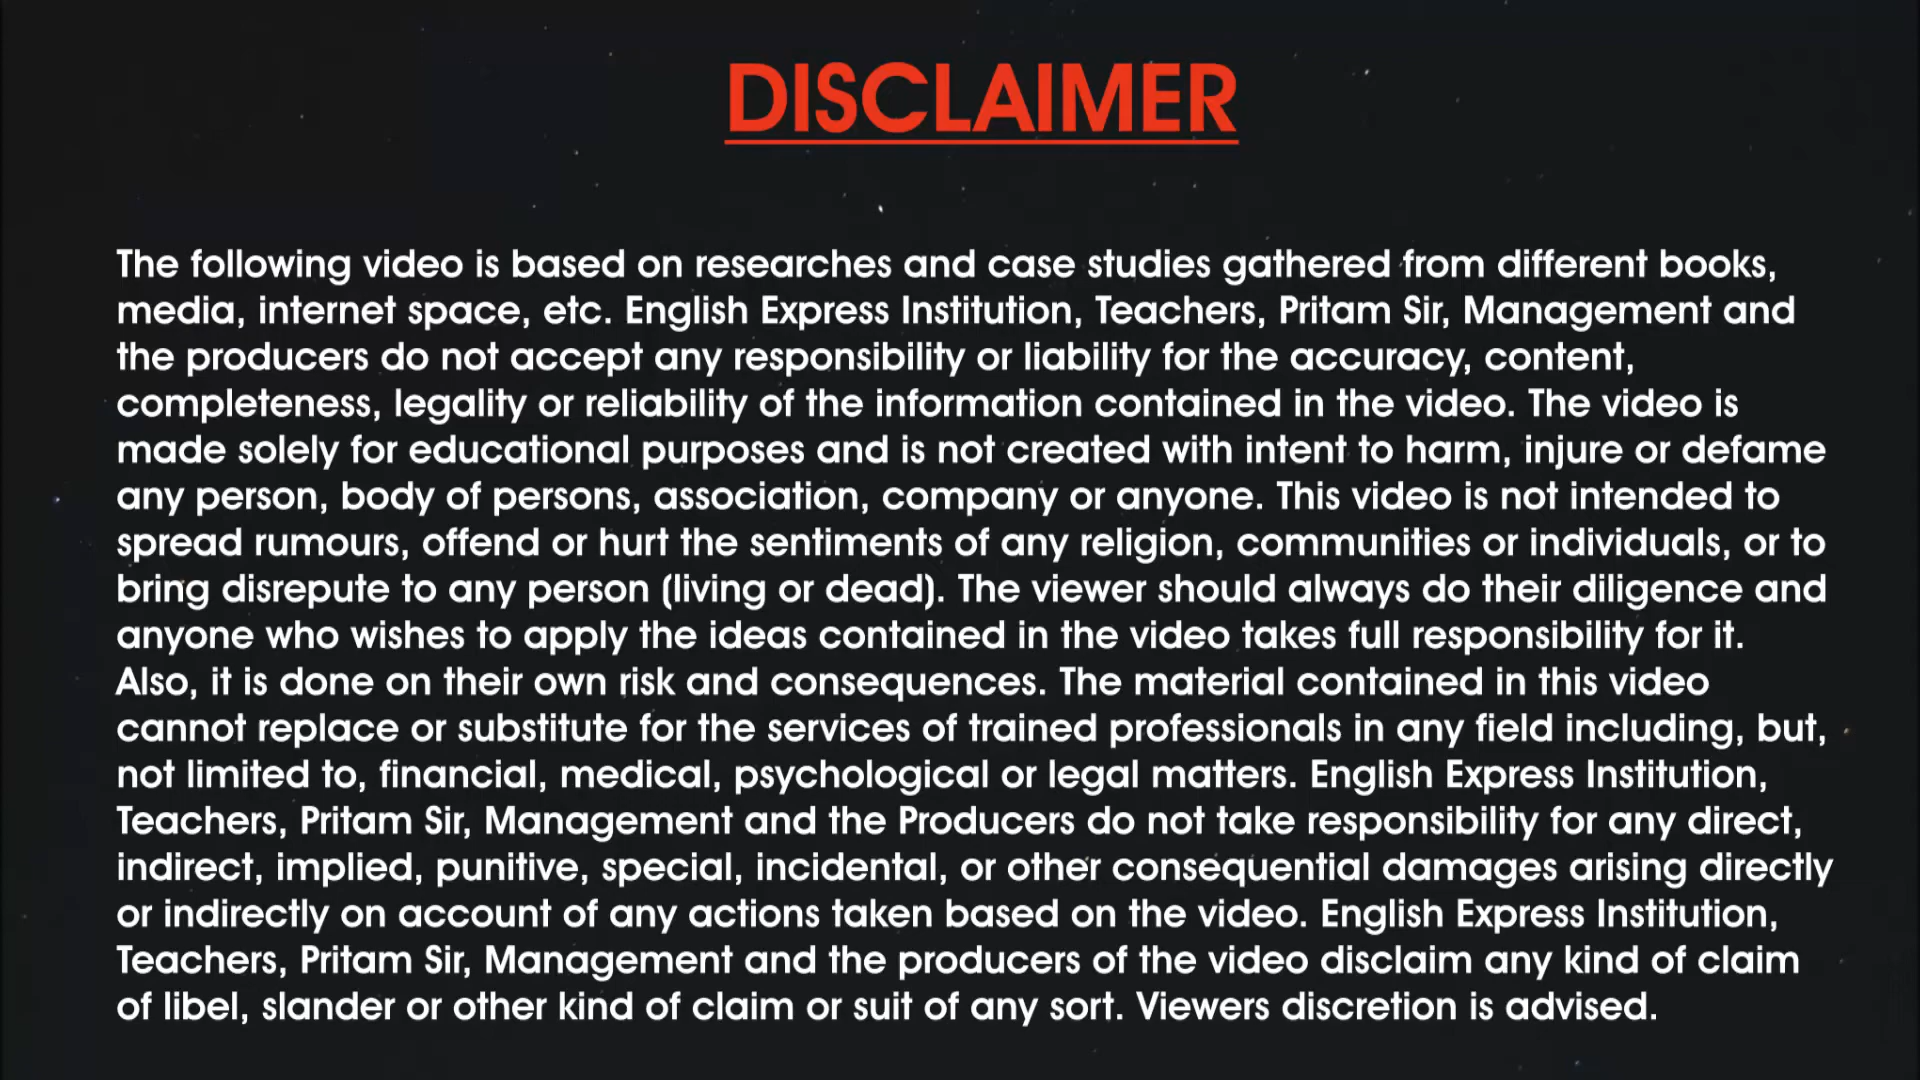 DISCLAIMER
The following video is based on researches and case studies gathered from different books,
media, internet space, etc. English Express Institution, Teachers, Pritam Sir, Management and
the producers do not accept any responsibility or liability for the accuracy, content,
completeness, legality or reliability of the information contained in the video. The video is
made solely for educational purposes and is not created with intent to harm, injure or defame
any person, body of persons, association, company or anyone. This video is not intended to
spread rumours, offend or hurt the sentiments of any religion, communities or individuals, or to
bring disrepute to any person (living or dead). The viewer should always do their diligence and
anyone who wishes to apply the ideas contained in the video takes full responsibility for it.
Also, it is done on their own risk and consequences. The material contained in this video
cannot replace or substitute for the services of trained professionals in any field including, but,
not limited to, financial, medical, psychological or legal matters. English Express Institution,
Teachers, Pritam Sir, Management and the Producers do not take responsibility for any direct,
indirect, implied, punitive, special, incidental, or other consequential damages arising directly
or indirectly on account of any actions taken based on the video. English Express Institution,
Teachers, Pritam Sir, Management and the producers of the video disclaim any kind of claim
of libel, slander or other kind of claim or suit of any sort. Viewers discretion is advised.